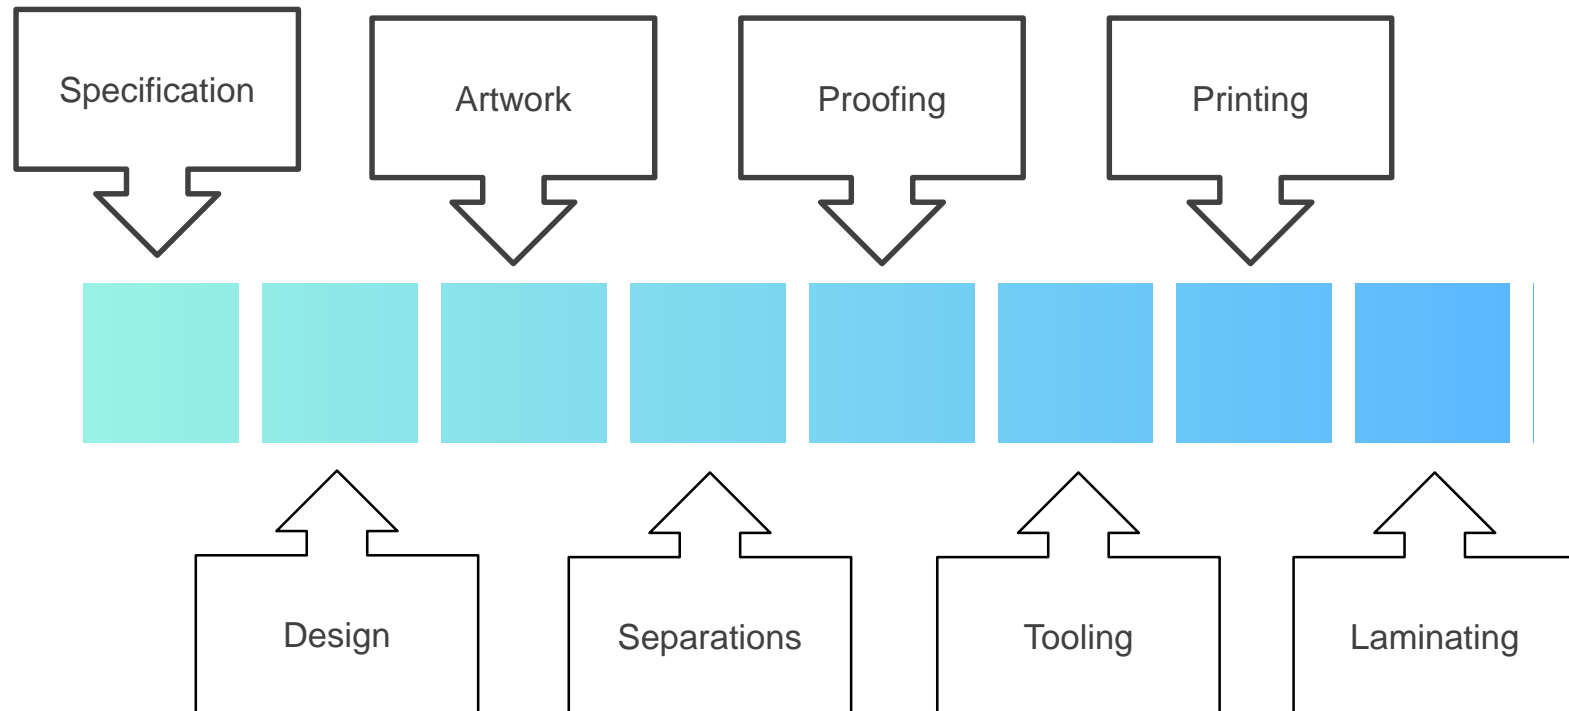 Specification
Artwork
Proofing
Printing
Design
Separations
Tooling
Laminating